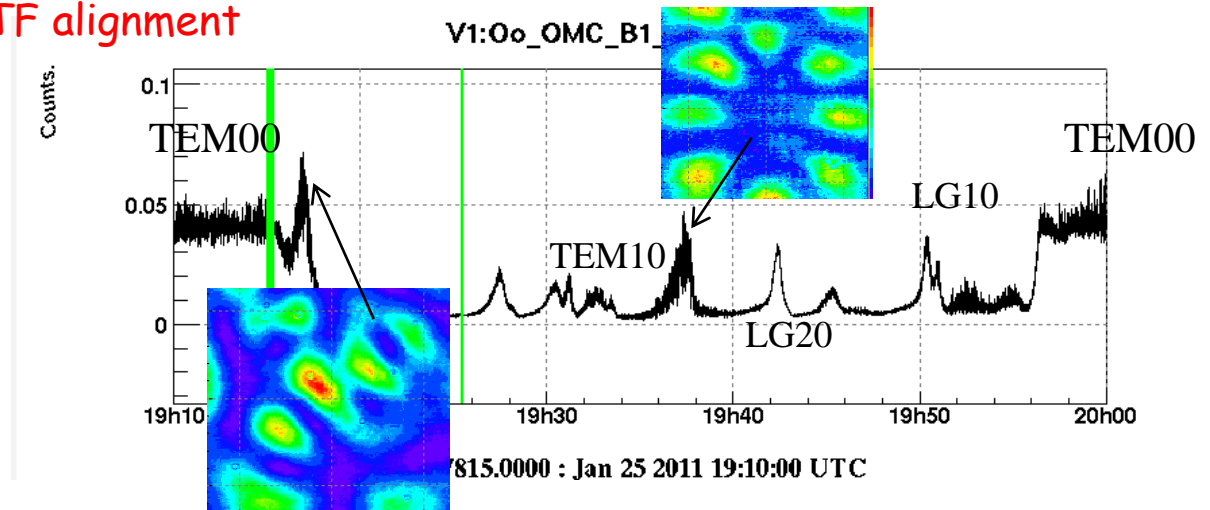 TF alignment
V1:Oo_OMC_B1_
Counts.
0.1
TEM00
TEM00
0.05
LG10
TEM10
0
LG20
19h10
19h30
19h40
19h50
20h00
7815.0000 : Jan 25 2011 19:10:00 UTC